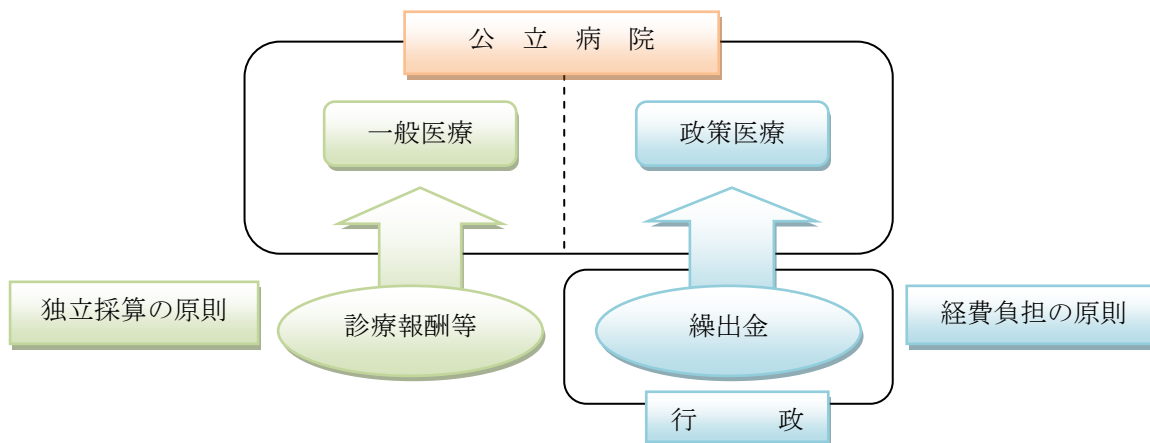 公 立 病 院
一般医療
政策医療
独立採算の原則
診療報酬等
繰出金
経費負担の原則
行 政